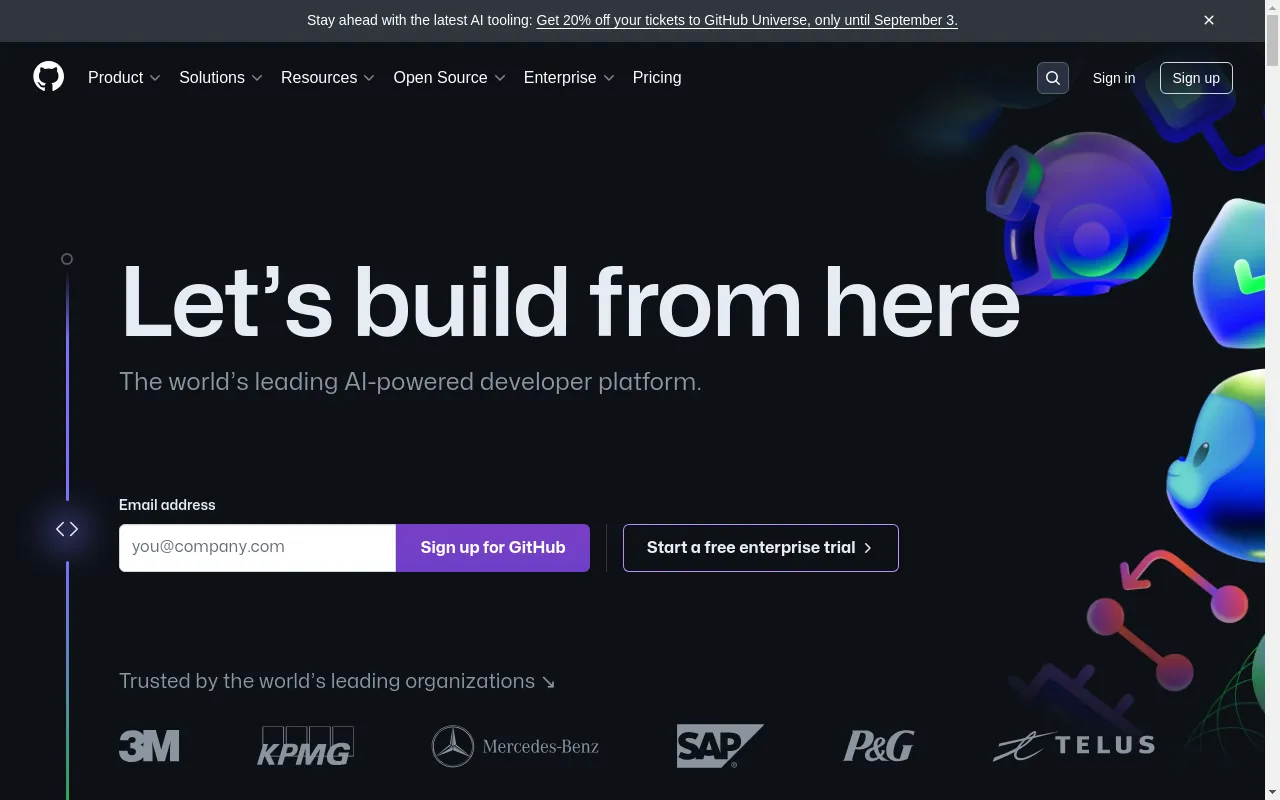 Stay ahead with the latest AI tooling: Get 20% off your tickets to GitHub Universe, only until September 3.
Product Solutions Resources Open Source Enterprise Pricing Sign in Sign up
Let’s build from here
The world’s leading AI-powered developer platform.
Email address
you@company.com Sign up for GitHub Start a free enterprise trial
Trusted by the world’s leading organizations ↘
3M KPMG Mercedes-Benz SAP® P&G TELUS